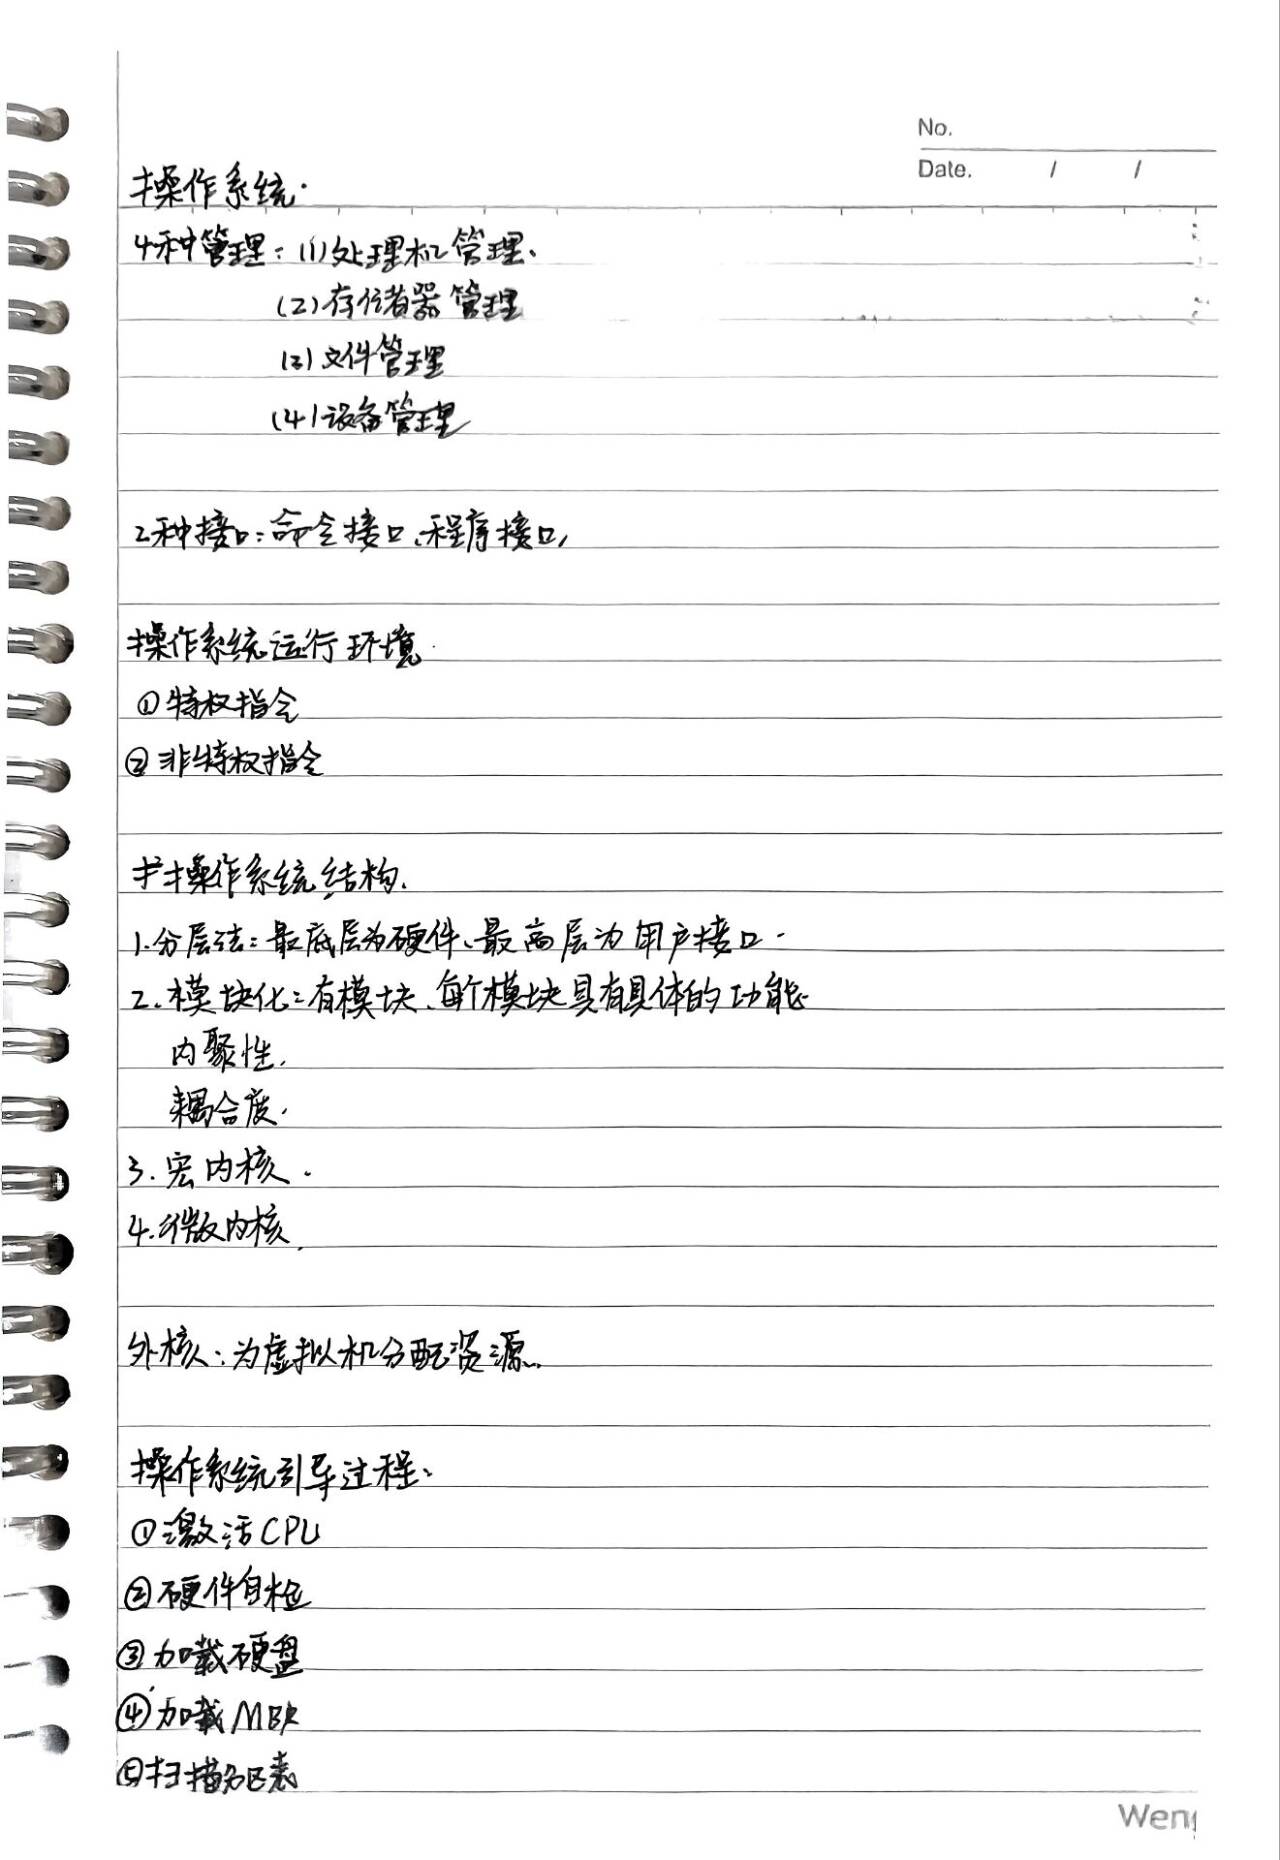 No.
Date. / /
操作系统.
4种管理:(1)处理机管理、
(2)存储器管理
(3)文件管理
(4)设备管理
2种接口:命令接口、程序接口,
操作系统运行环境.
①特权指令
②非特权指令
操作系统结构.
1.分层法:最底层为硬件、最高层为用户接口.
2.模块化:有模块、每个模块具有具体的功能
内聚性.
耦合度.
3.宏内核.
4.微内核.
外核:为虚拟机分配资源.
操作系统引导过程:
①激活CPU
②硬件自检
③加载硬盘
④加载MBR
⑤扫描分区表
Weng